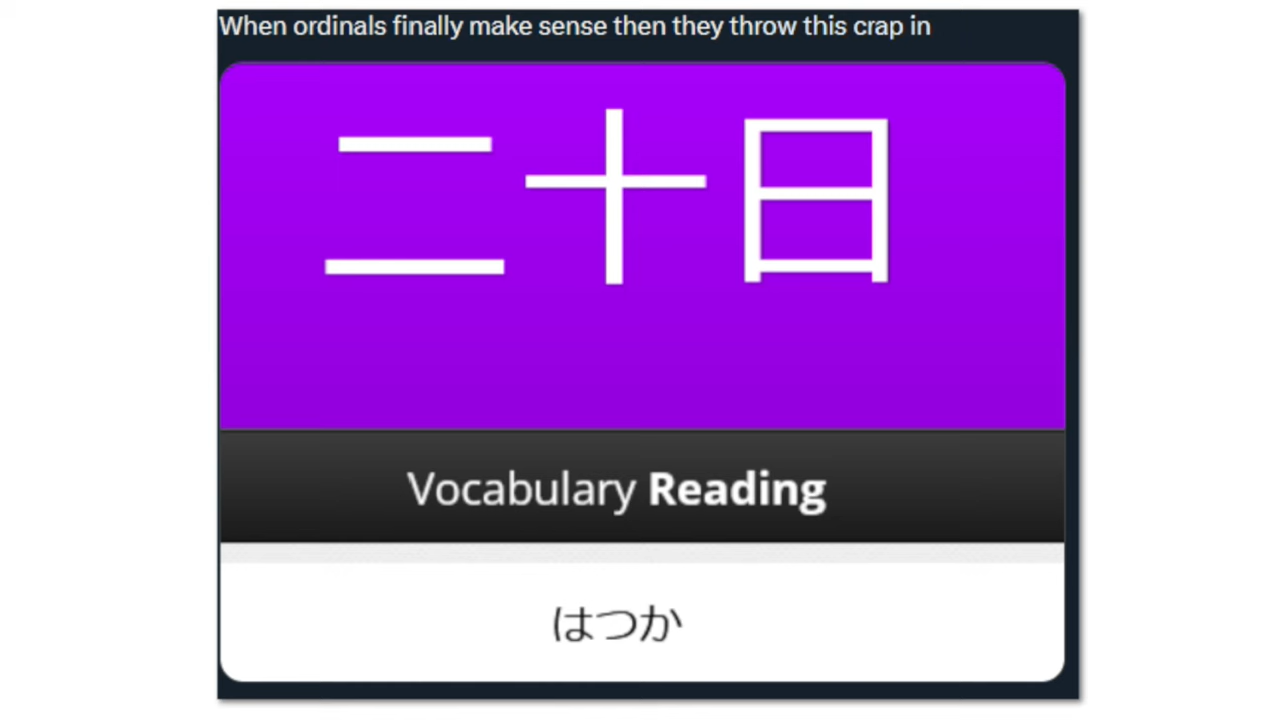 When ordinals finally make sense then they throw this crap in
二十日
Vocabulary Reading
はつか